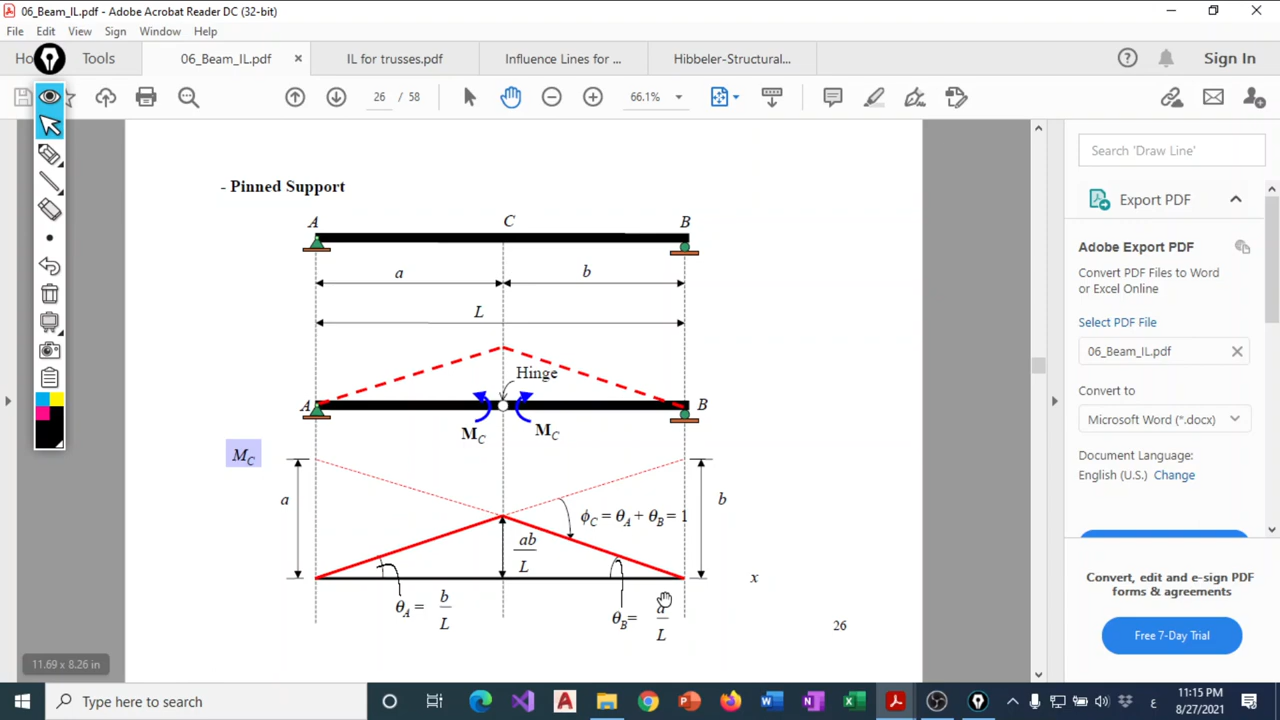 06_Beam_IL.pdf - Adobe Acrobat Reader DC (32-bit)
File Edit View Sign Window Help
Tools
06_Beam_IL.pdf ×
IL for trusses.pdf
Influence Lines for ...
Hibbeler-Structural...
Sign In
26 / 58
66.1%
- Pinned Support
A C B
a b
L
Hinge
A B
M_C M_C
M_C
a b
ϕ_C = θ_A + θ_B = 1
ab
L
x
θ_A = b
L
θ_B = a
L
26
11.69 x 8.26 in
Search 'Draw Line'
Export PDF
Adobe Export PDF
Convert PDF Files to Word
or Excel Online
Select PDF File
06_Beam_IL.pdf
Convert to
Microsoft Word (*.docx)
Document Language:
English (U.S.) Change
Convert, edit and e-sign PDF
forms & agreements
Free 7-Day Trial
Type here to search
ع
11:15 PM
8/27/2021